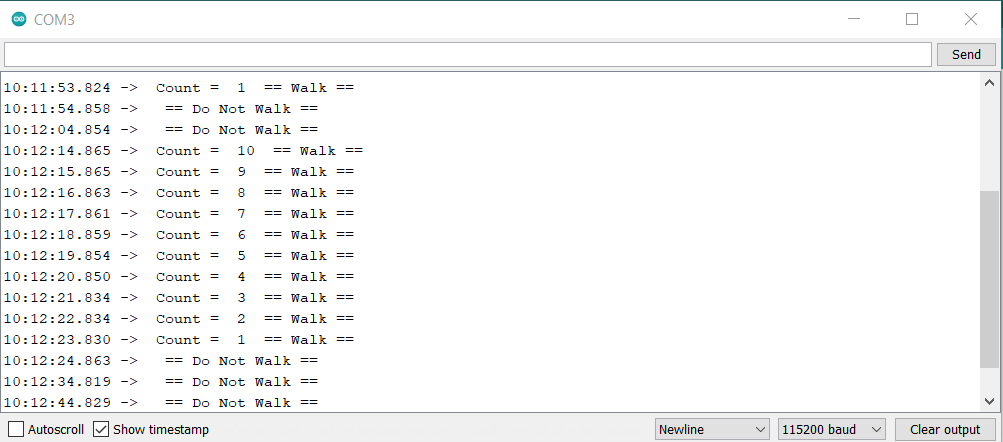 COM3
Send
10:11:53.824 -> Count = 1 == Walk ==
10:11:54.858 -> == Do Not Walk ==
10:12:04.854 -> == Do Not Walk ==
10:12:14.865 -> Count = 10 == Walk ==
10:12:15.865 -> Count = 9 == Walk ==
10:12:16.863 -> Count = 8 == Walk ==
10:12:17.861 -> Count = 7 == Walk ==
10:12:18.859 -> Count = 6 == Walk ==
10:12:19.854 -> Count = 5 == Walk ==
10:12:20.850 -> Count = 4 == Walk ==
10:12:21.834 -> Count = 3 == Walk ==
10:12:22.834 -> Count = 2 == Walk ==
10:12:23.830 -> Count = 1 == Walk ==
10:12:24.863 -> == Do Not Walk ==
10:12:34.819 -> == Do Not Walk ==
10:12:44.829 -> == Do Not Walk ==
Autoscroll Show timestamp Newline 115200 baud Clear output